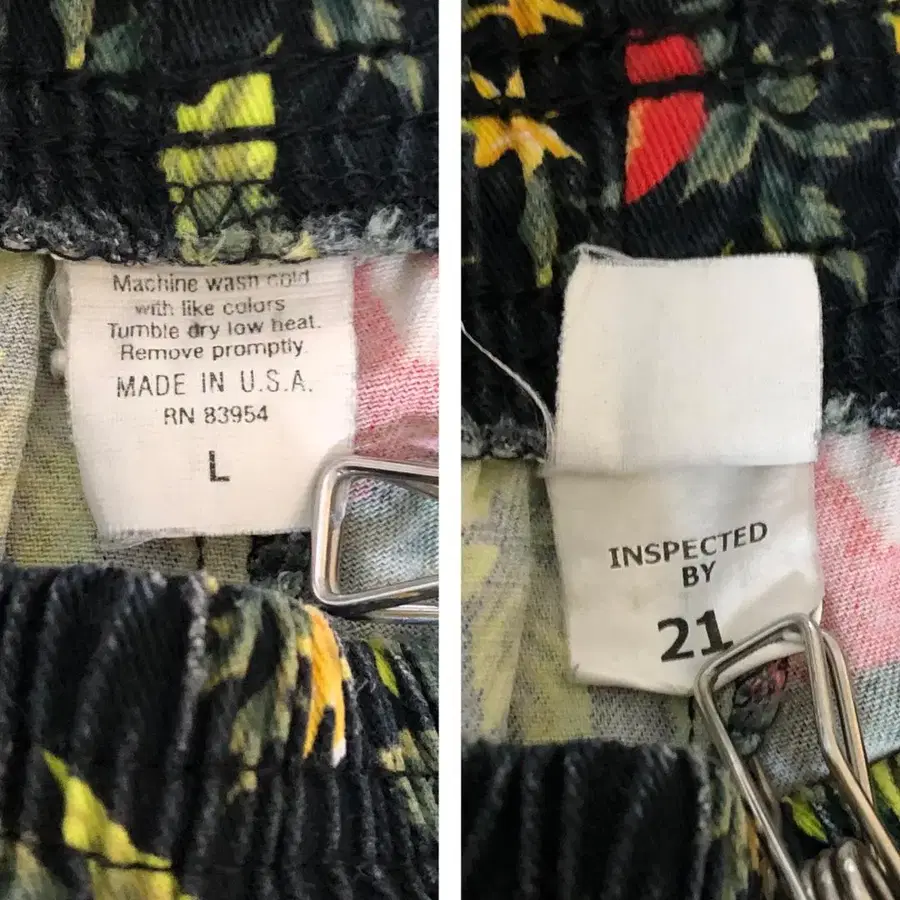 Machine wash cold
with like colors
Tumble dry low heat.
Remove promptly
MADE IN U.S.A.
RN 83954
L
INSPECTED
BY
21